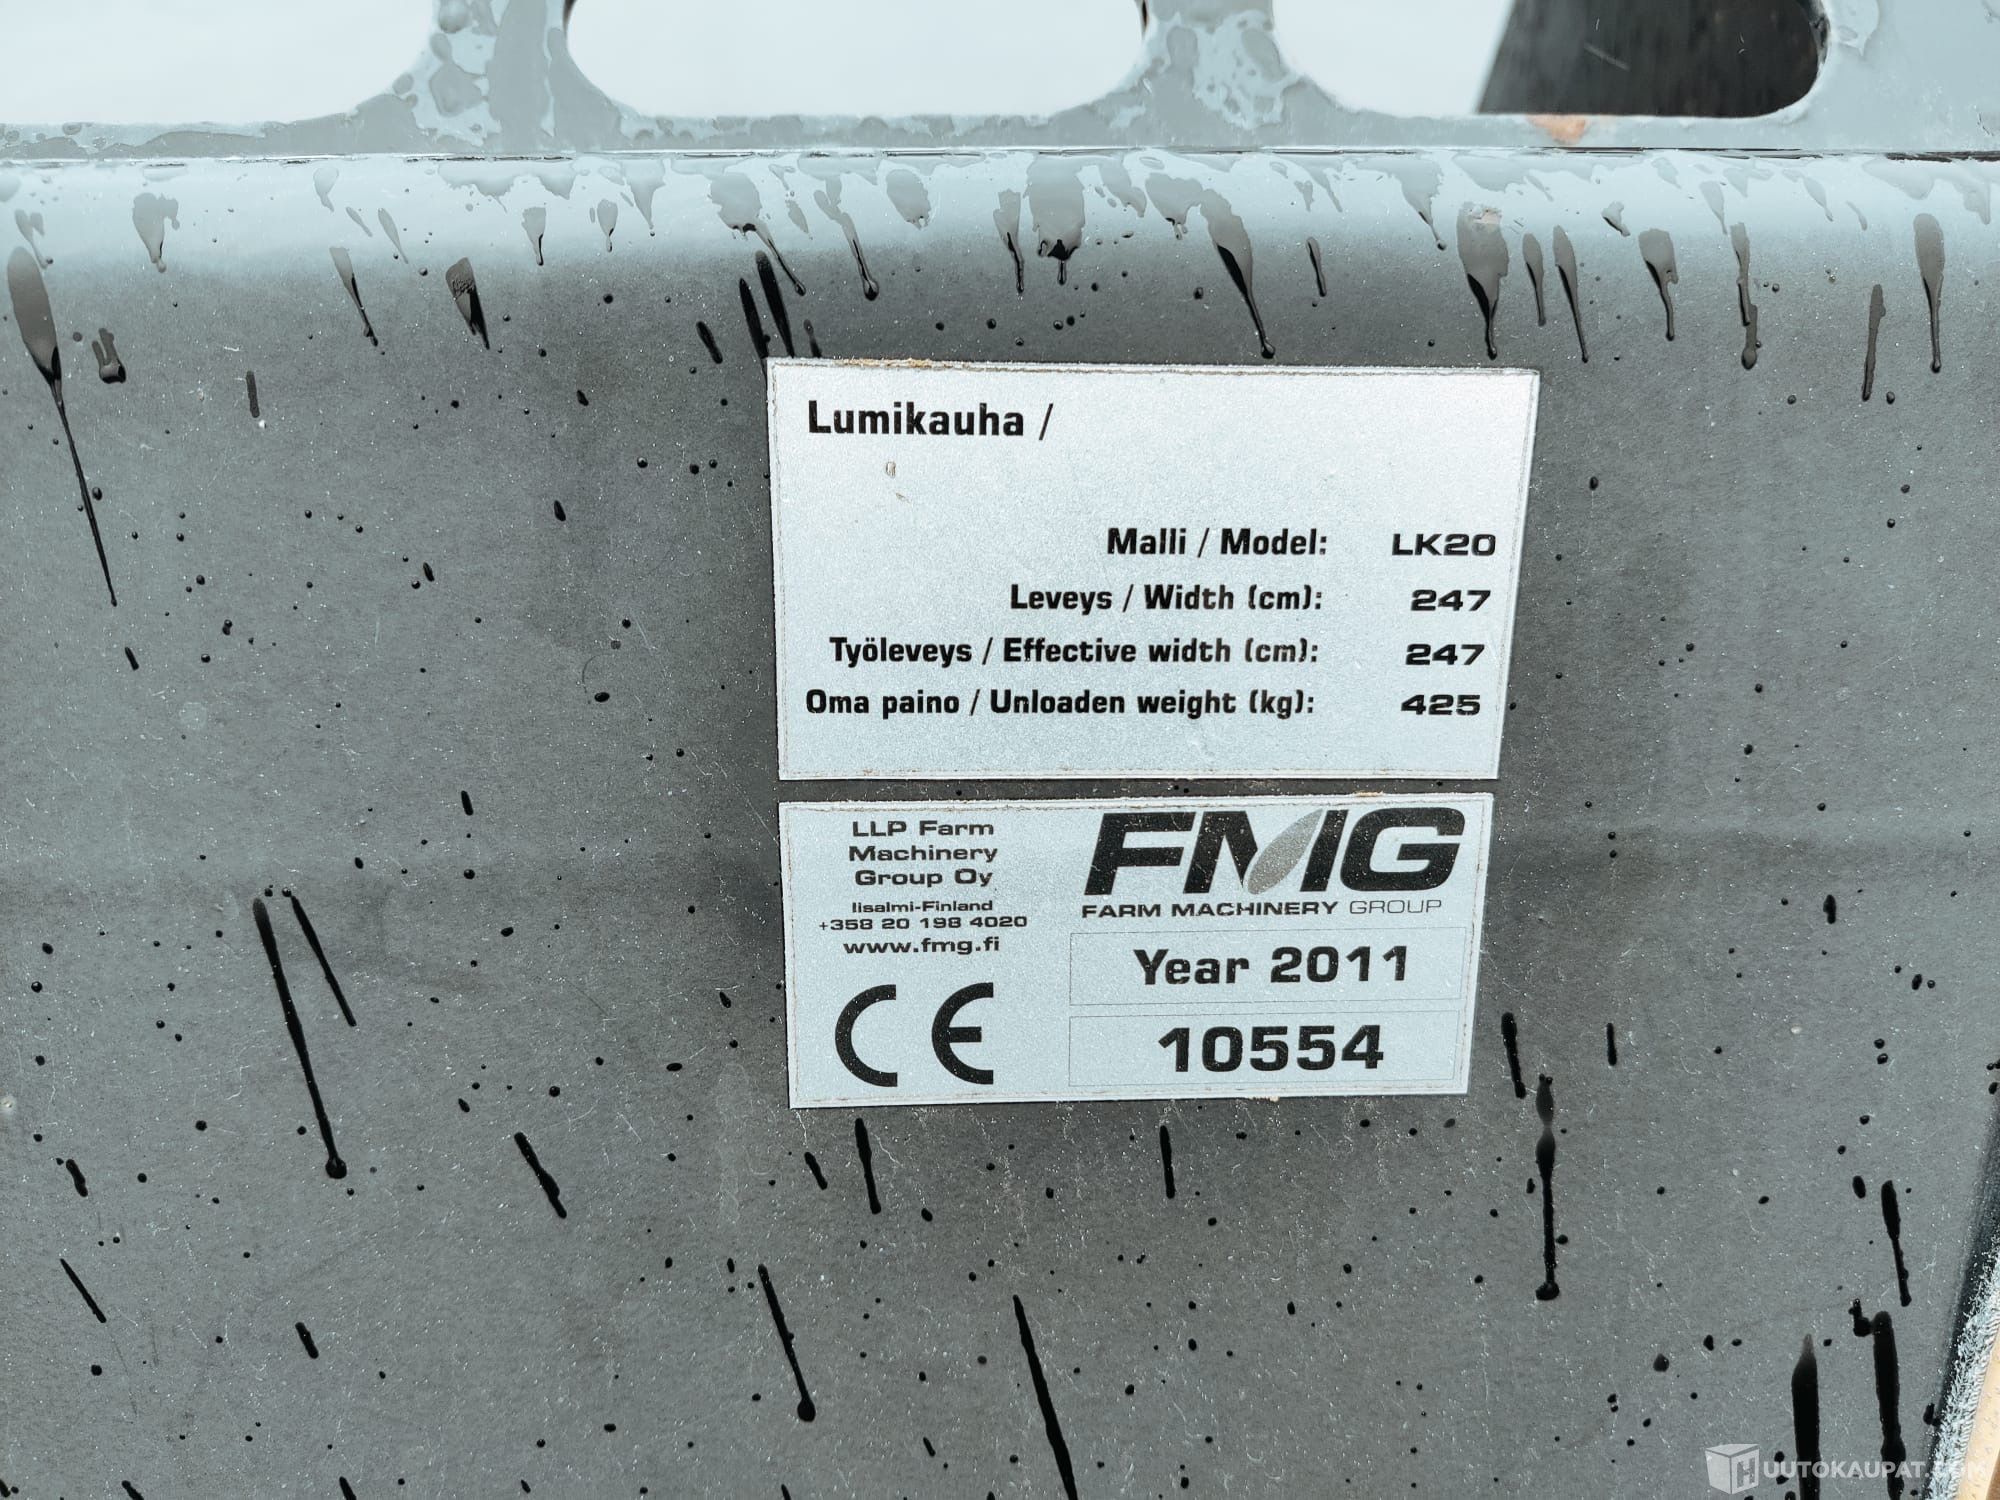 Lumikauha /
Malli / Model: LK20
Leveys / Width (cm): 247
Työleveys / Effective width (cm): 247
Oma paino / Unloaden weight (kg): 425
LLP Farm
Machinery
Group Oy
Iisalmi-Finland
+358 20 198 4020
www.fmg.fi
CE
FMG
FARM MACHINERY GROUP
Year 2011
10554
HUUTOKAUPAT.COM